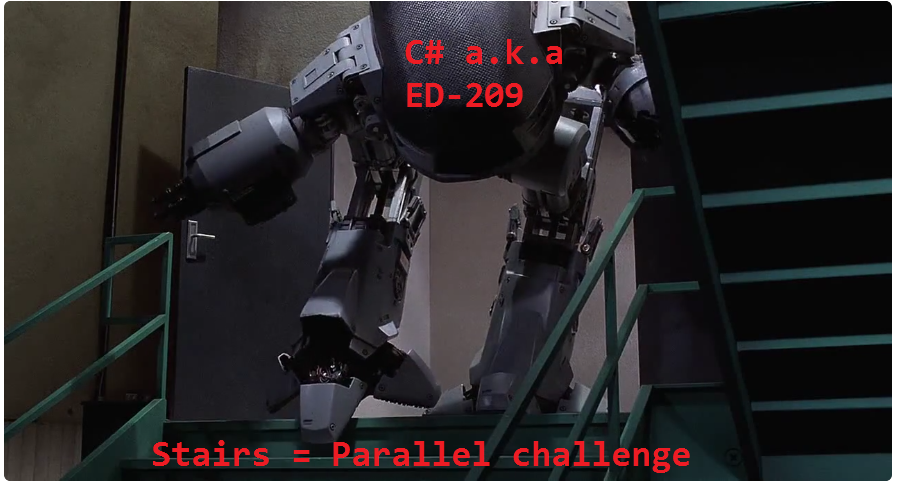 C# a.k.a
ED-209
Stairs = Parallel challenge